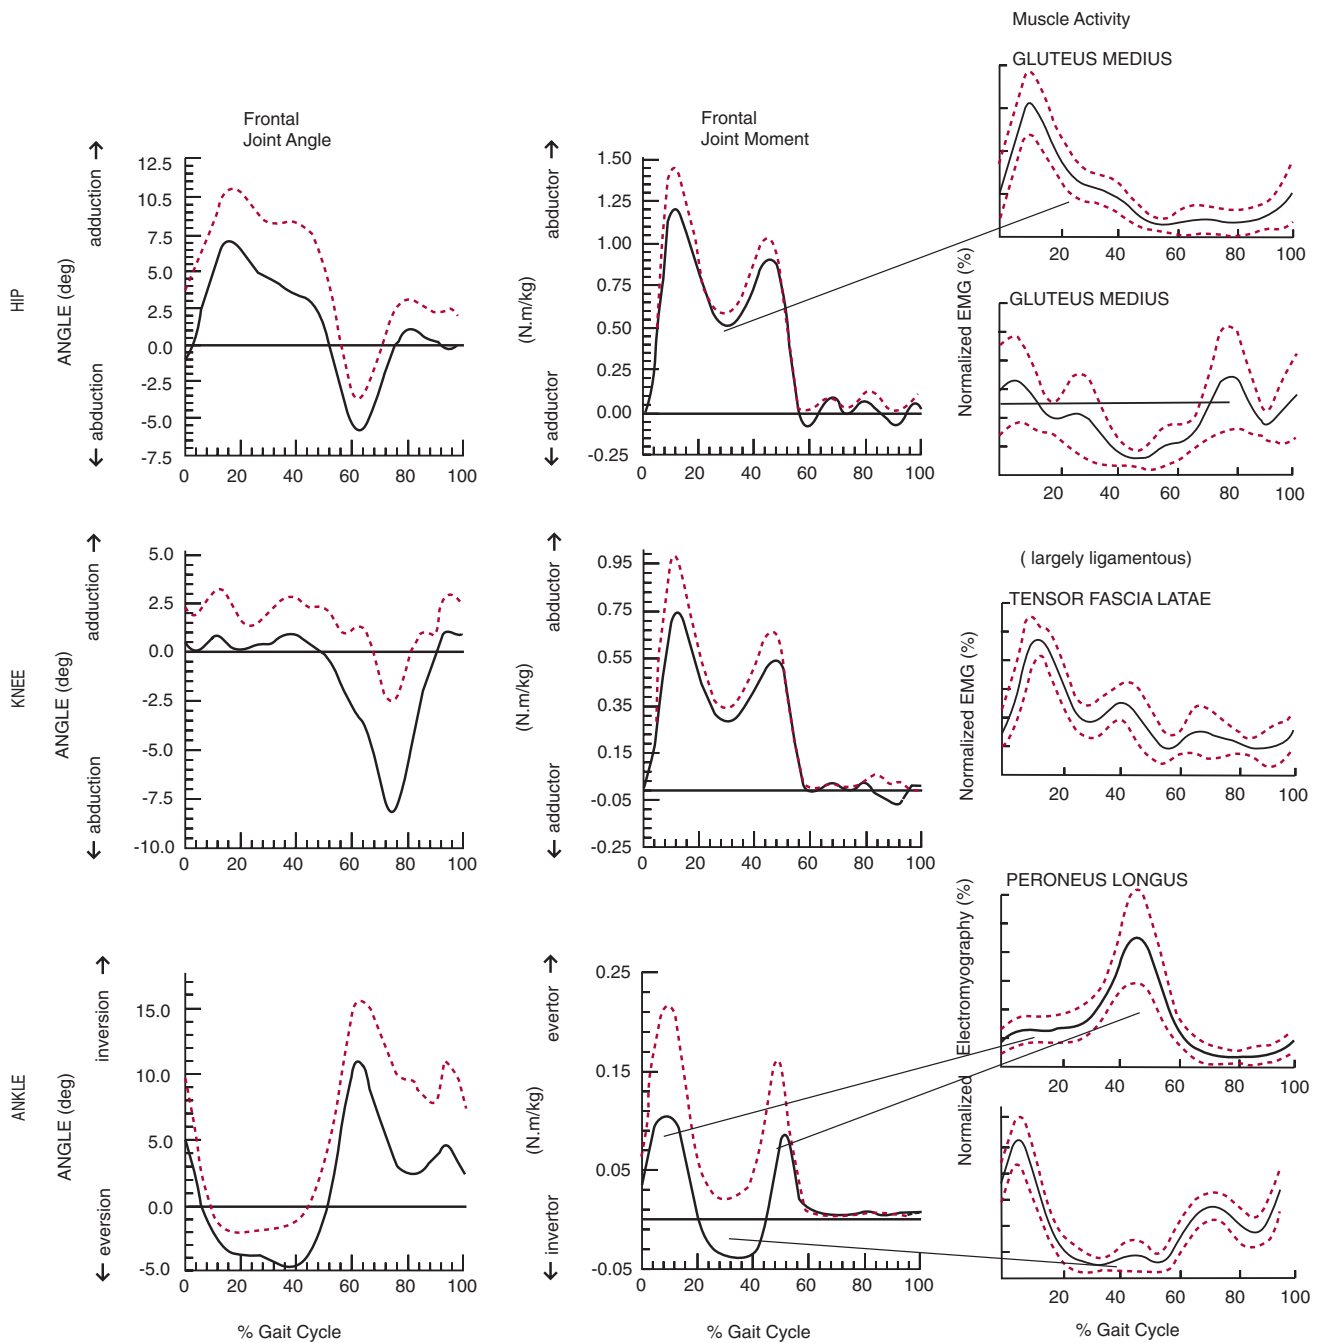 Muscle Activity
GLUTEUS MEDIUS
Frontal
Joint Angle
Frontal
Joint Moment
HIP
ANGLE (deg)
← abduction
adduction →
12.5
10.5
7.5
5.0
2.5
0.0
-2.5
-5.0
-7.5
0 20 40 60 80 100
(N.m/kg)
← adductor
abductor →
1.50
1.25
1.00
0.75
0.50
0.25
0.00
-0.25
0 20 40 60 80 100
Normalized EMG (%)
20 40 60 80 100
GLUTEUS MEDIUS
20 40 60 80 100
KNEE
ANGLE (deg)
← abduction
adduction →
5.0
2.5
0.0
-2.5
-5.0
-7.5
-10.0
0 20 40 60 80 100
(N.m/kg)
← adductor
abductor →
0.95
0.75
0.55
0.35
0.15
-0.05
-0.25
0 20 40 60 80 100
( largely ligamentous)
TENSOR FASCIA LATAE
Normalized EMG (%)
20 40 60 80 100
ANKLE
ANGLE (deg)
← eversion
inversion →
15.0
10.0
5.0
0.0
-5.0
0 20 40 60 80 100
% Gait Cycle
(N.m/kg)
← invertor
evertor →
0.25
0.15
0.05
-0.05
0 20 40 60 80 100
% Gait Cycle
PERONEUS LONGUS
Normalized Electromyography (%)
20 40 60 80 100
20 40 60 80 100
% Gait Cycle